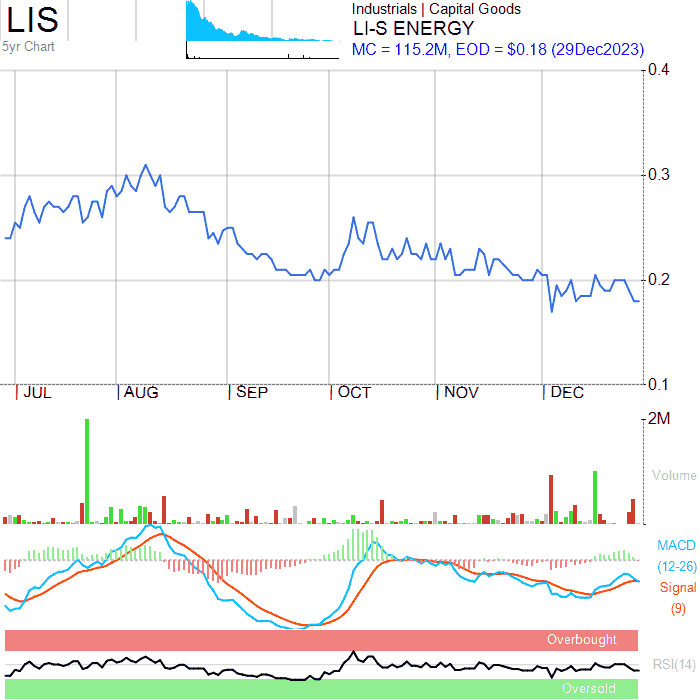 LIS
5yr Chart
Industrials | Capital Goods
LI-S ENERGY
MC = 115.2M, EOD = $0.18 (29Dec2023)
0.4
0.3
0.2
0.1
JUL AUG SEP OCT NOV DEC
2M
Volume
MACD
(12-26)
Signal
(9)
Overbought
RSI(14)
Oversold